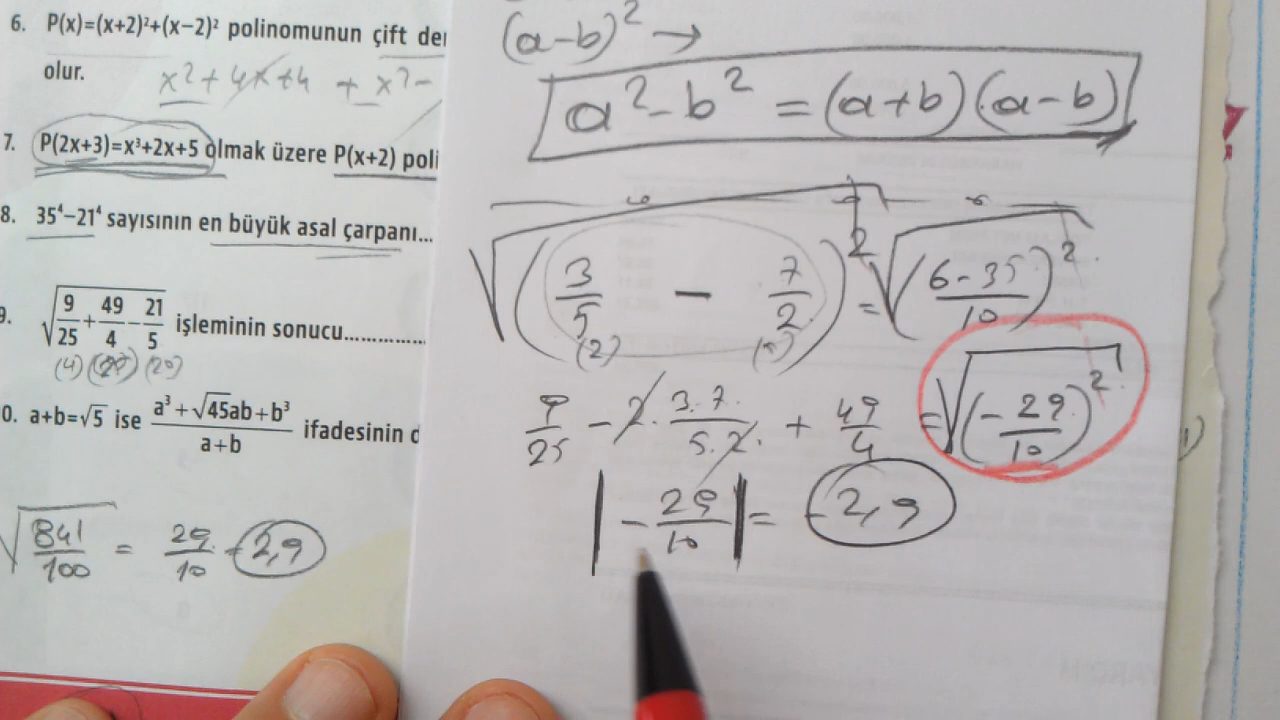 6. P(x)=(x+2)²+(x−2)² polinomunun çift
olur.
x²+4x+4 + x²−
7. P(2x+3)=x³+2x+5 olmak üzere P(x+2)
8. 35⁴−21⁴ sayısının en büyük asal çarpanı...
9. √(9/25+49/4−21/5) işleminin sonucu...............
(4) (25) (20)
0. a+b=√5 ise (a³+√45ab+b³)/(a+b) ifadesinin
√(841/100) = 29/10 = 2,9
(a−b)² →
a²−b² = (a+b)(a−b)
√((3/5 − 7/2)²) = √(((6−35)/10)²)
(2) (5)
9/25 − 2·(3·7)/(5·2) + 49/4 = √((−29/10)²)
|−29/10| = 2,9